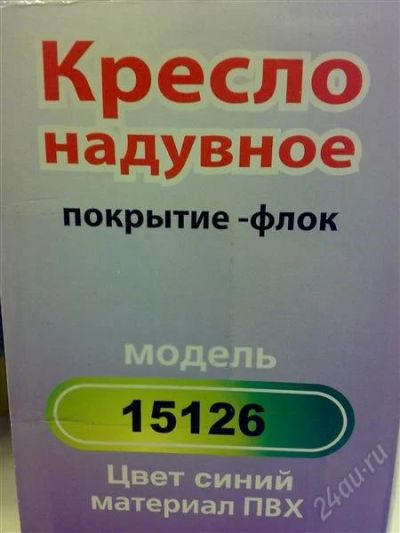 Кресло
надувное
покрытие -флок
модель
15126
Цвет синий
материал ПВХ
24au.ru